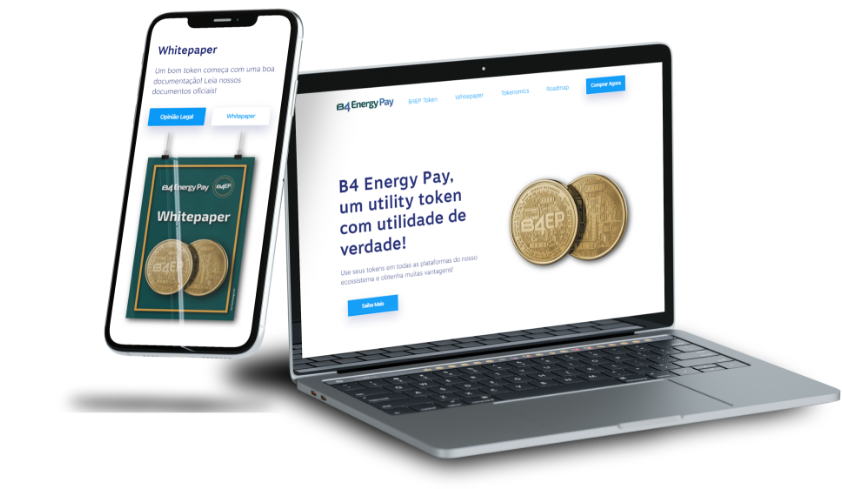 Whitepaper
Um bom token começa com uma boa
documentação! Leia nossos
documentos oficiais!
Opinião Legal
Whitepaper
B4 Energy Pay
B4EP
Whitepaper
B4EP
B4 Energy Pay
B4EP Token
Whitepaper
Tokenomics
Roadmap
Comprar Agora
B4 Energy Pay,
um utility token
com utilidade de
verdade!
Use seus tokens em todas as plataformas do nosso
ecossistema e obtenha muitas vantagens!
Saiba Mais
B4EP